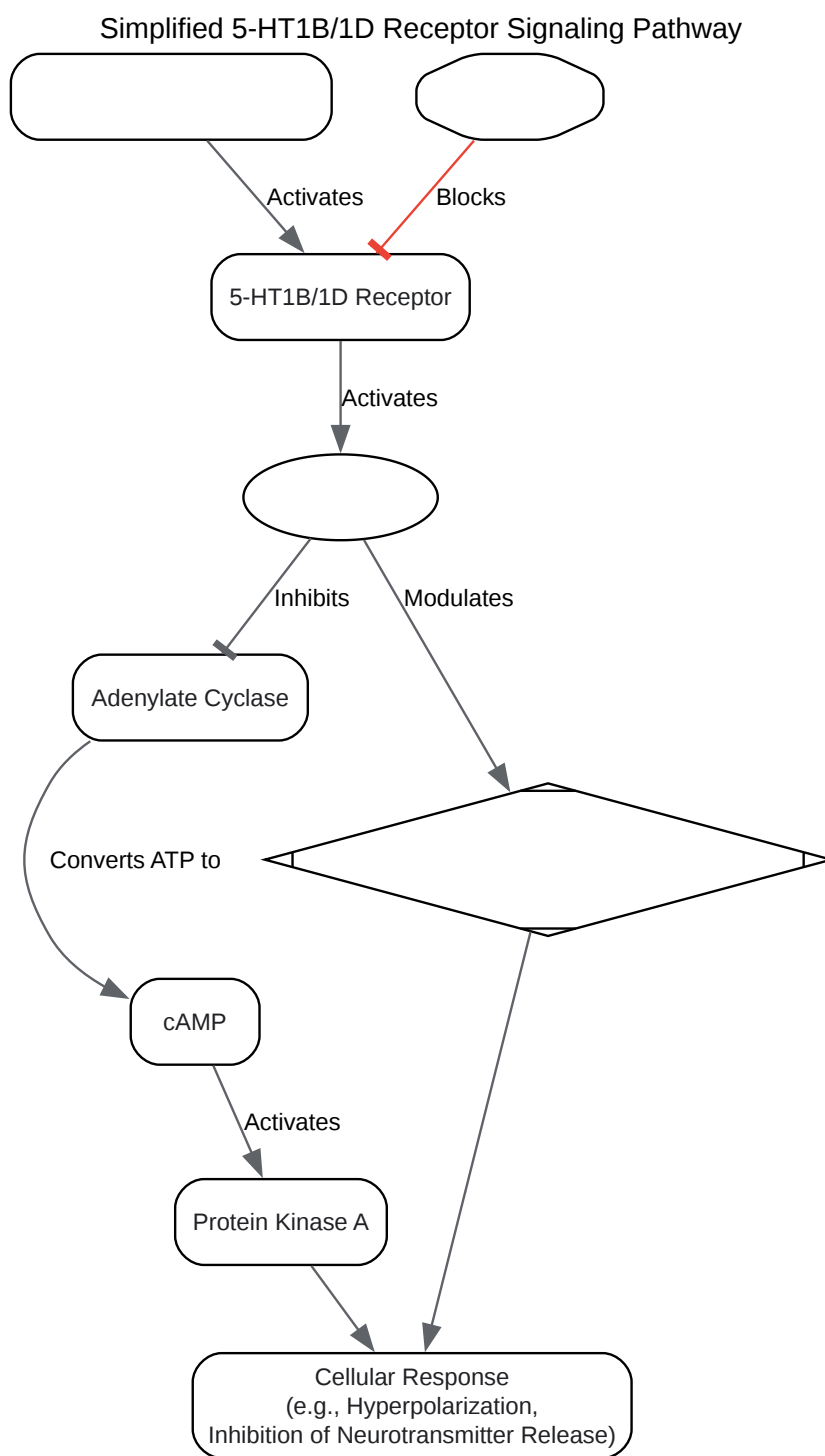 Simplified 5-HT1B/1D Receptor Signaling Pathway
Activates
Blocks
5-HT1B/1D Receptor
Activates
Inhibits
Modulates
Adenylate Cyclase
Converts ATP to
cAMP
Activates
Protein Kinase A
Cellular Response
(e.g., Hyperpolarization,
Inhibition of Neurotransmitter Release)